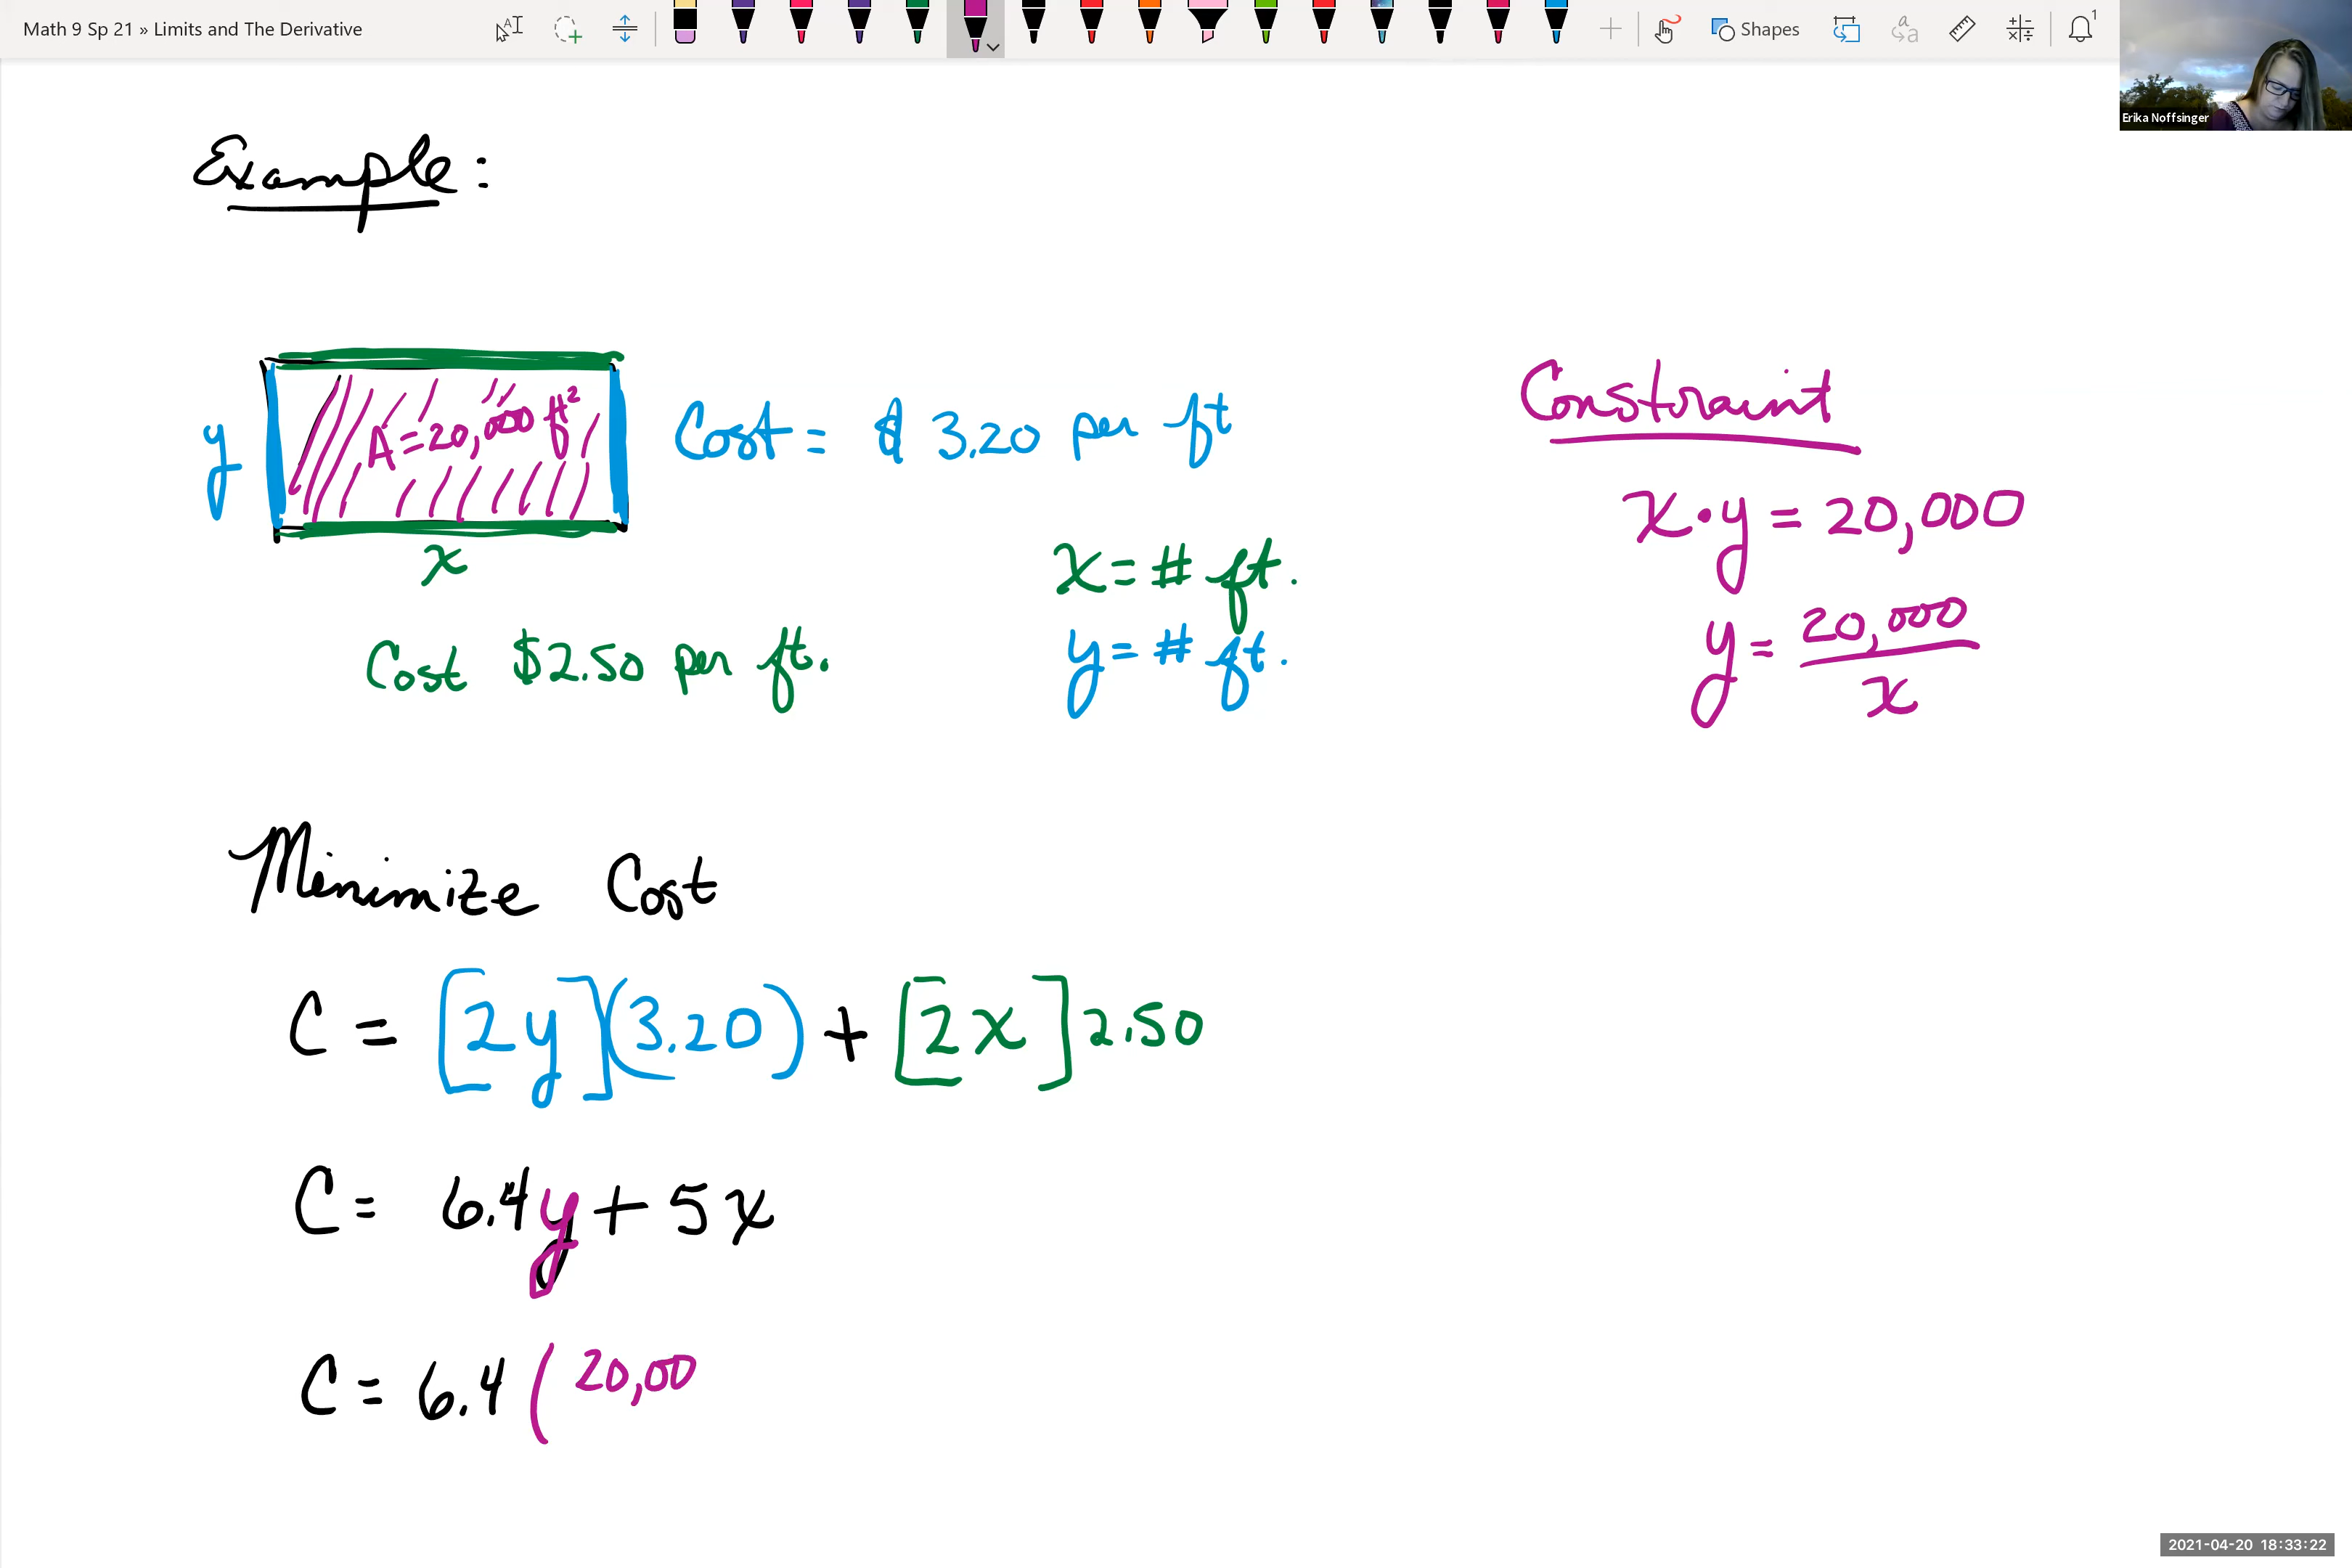 Math 9 Sp 21 » Limits and The Derivative
Shapes
1
Erika Noffsinger
Example:
y
A = 20,000 ft²
Cost = $ 3.20 per ft
x
Cost $2.50 per ft.
x = # ft.
y = # ft.
Constraint
x · y = 20,000
y = 20,000 / x
Minimize Cost
C = [2y](3.20) + [2x]2.50
C = 6.4y + 5x
C = 6.4 ( 20,00
2021-04-20 18:33:22